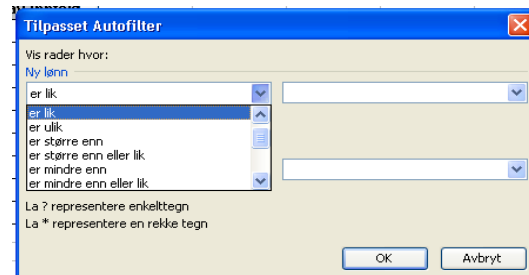 Tilpasset Autofilter
Vis rader hvor:
Ny lønn
er lik
er lik
er ulik
er større enn
er større enn eller lik
er mindre enn
er mindre enn eller lik
La ? representere enkelttegn
La * representere en rekke tegn
OK
Avbryt